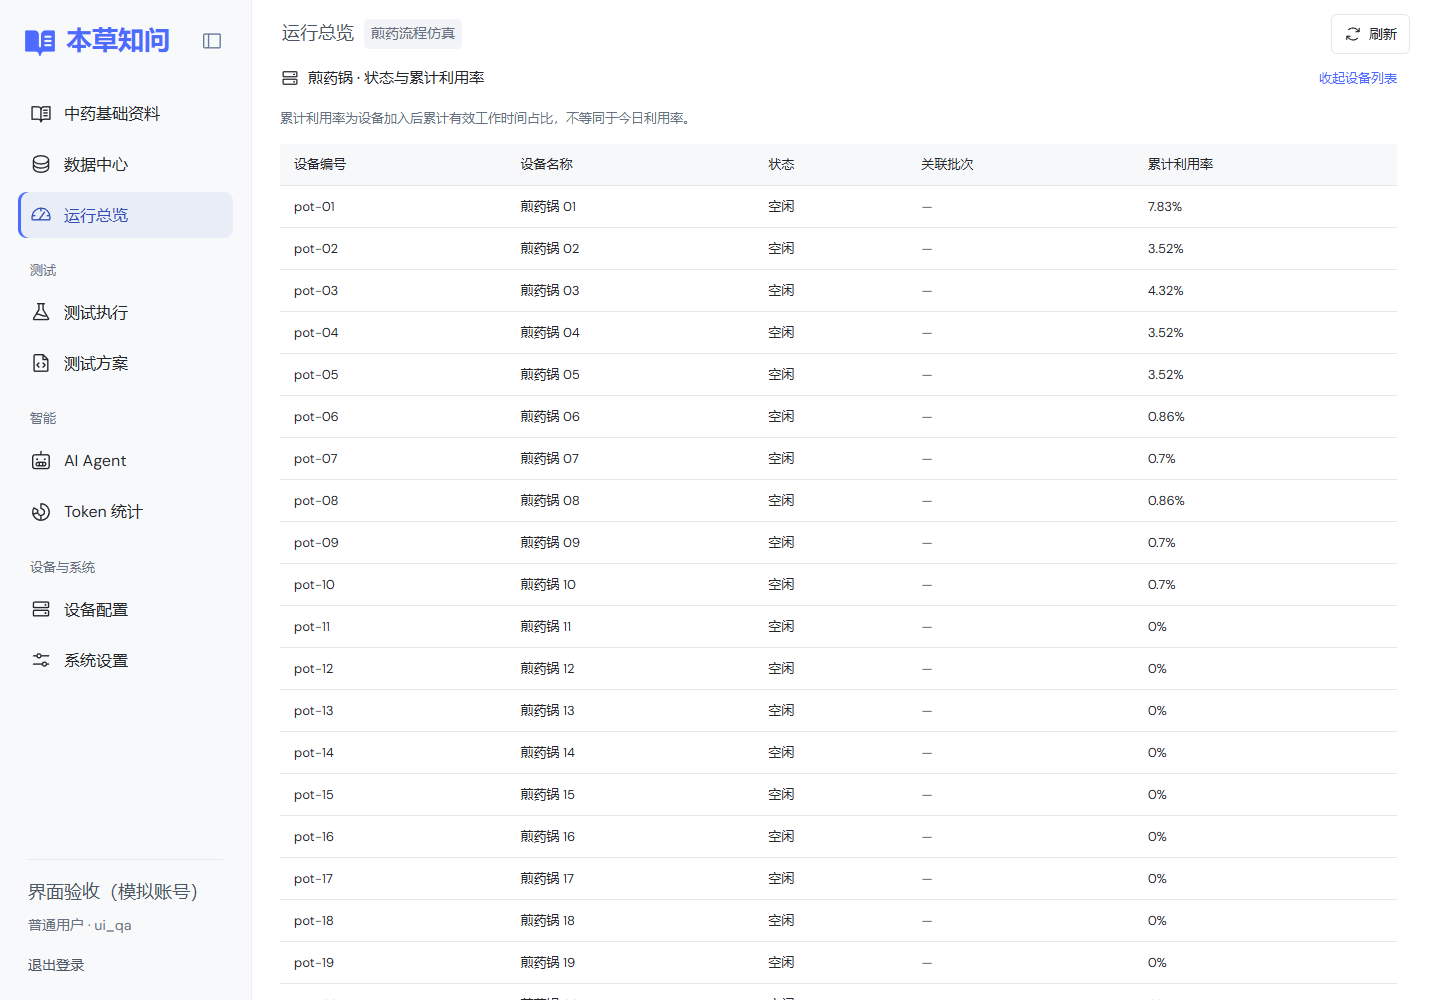 本草知问
中药基础资料
数据中心
运行总览
测试
测试执行
测试方案
智能
AI Agent
Token 统计
设备与系统
设备配置
系统设置
界面验收（模拟账号）
普通用户 · ui_qa
退出登录
运行总览 煎药流程仿真
刷新
煎药锅 · 状态与累计利用率
收起设备列表
累计利用率为设备加入后累计有效工作时间占比，不等同于今日利用率。
设备编号 设备名称 状态 关联批次 累计利用率
pot-01 煎药锅 01 空闲 — 7.83%
pot-02 煎药锅 02 空闲 — 3.52%
pot-03 煎药锅 03 空闲 — 4.32%
pot-04 煎药锅 04 空闲 — 3.52%
pot-05 煎药锅 05 空闲 — 3.52%
pot-06 煎药锅 06 空闲 — 0.86%
pot-07 煎药锅 07 空闲 — 0.7%
pot-08 煎药锅 08 空闲 — 0.86%
pot-09 煎药锅 09 空闲 — 0.7%
pot-10 煎药锅 10 空闲 — 0.7%
pot-11 煎药锅 11 空闲 — 0%
pot-12 煎药锅 12 空闲 — 0%
pot-13 煎药锅 13 空闲 — 0%
pot-14 煎药锅 14 空闲 — 0%
pot-15 煎药锅 15 空闲 — 0%
pot-16 煎药锅 16 空闲 — 0%
pot-17 煎药锅 17 空闲 — 0%
pot-18 煎药锅 18 空闲 — 0%
pot-19 煎药锅 19 空闲 — 0%